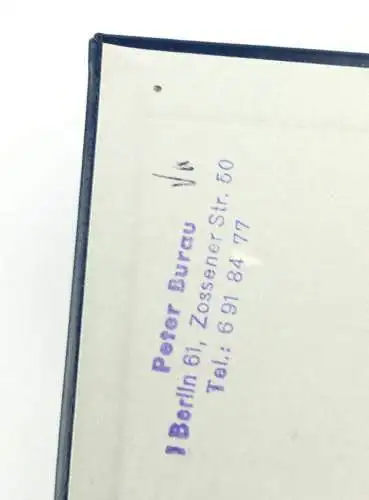 Peter Burau
1 Berlin 61, Zossener Str. 50
Tel.: 6 91 84 77